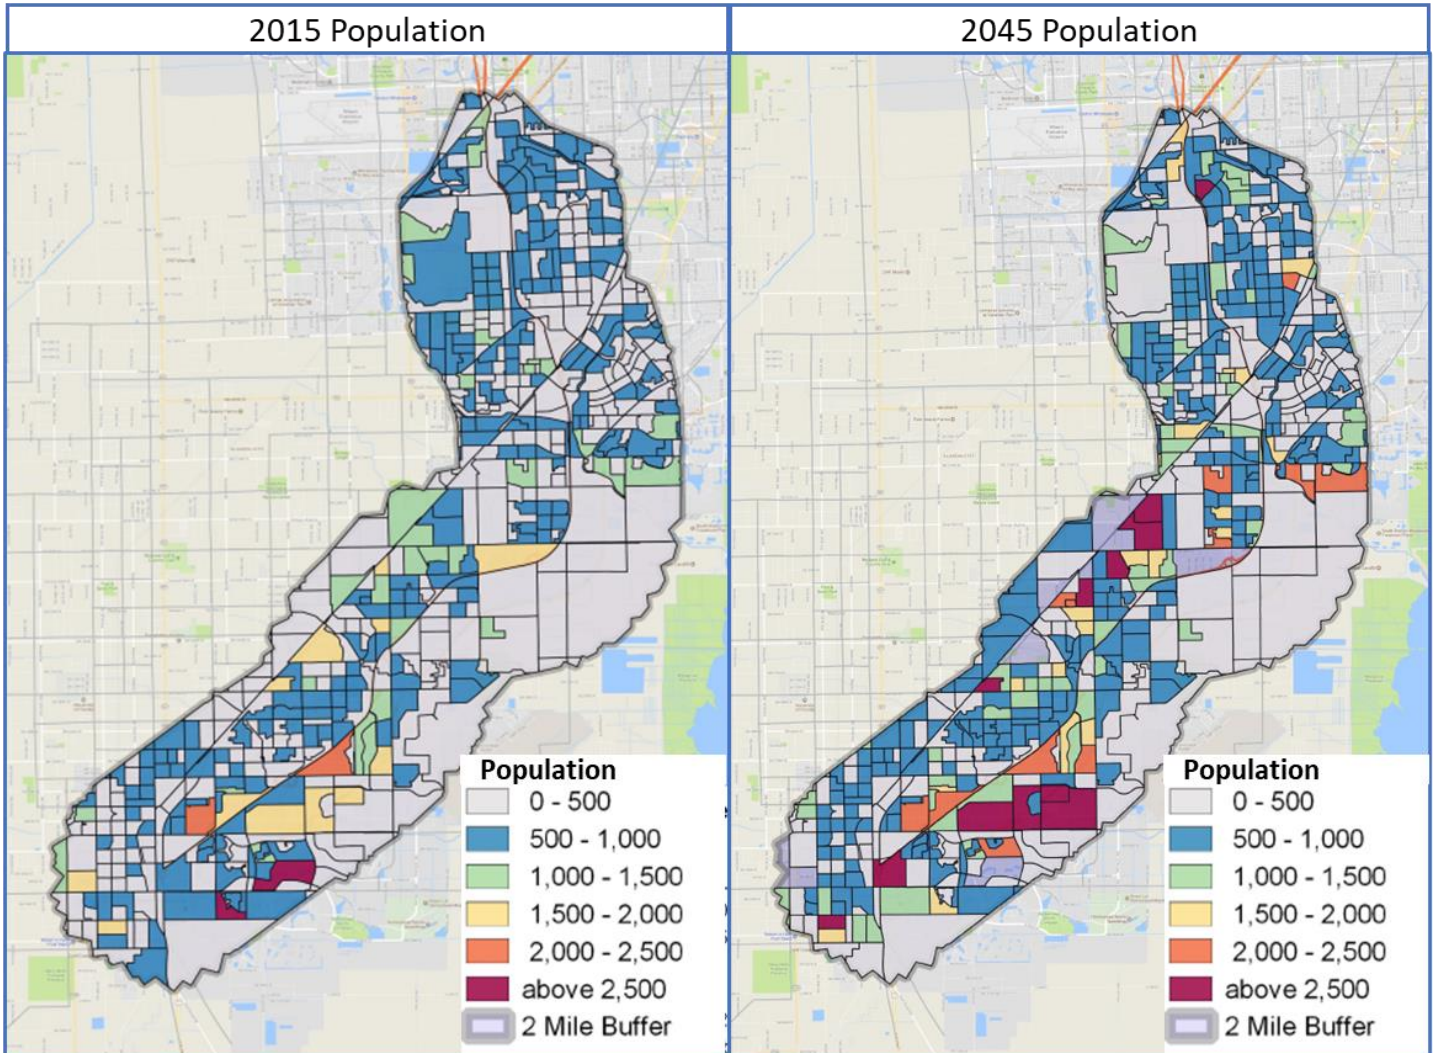 2015 Population
2045 Population
Population
0 - 500
500 - 1,000
1,000 - 1,500
1,500 - 2,000
2,000 - 2,500
above 2,500
2 Mile Buffer
Population
0 - 500
500 - 1,000
1,000 - 1,500
1,500 - 2,000
2,000 - 2,500
above 2,500
2 Mile Buffer